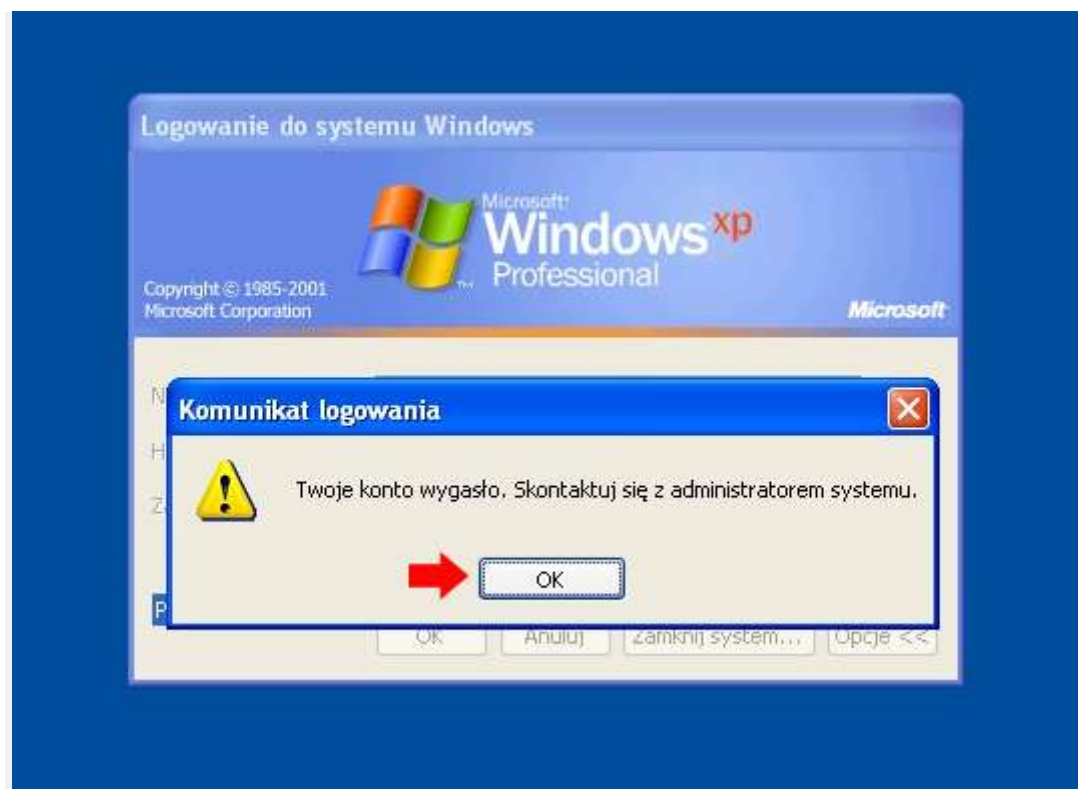 Logowanie do systemu Windows
Microsoft
Windows xp
Professional
Copyright © 1985-2001
Microsoft Corporation
Microsoft
Komunikat logowania
Twoje konto wygasło. Skontaktuj się z administratorem systemu.
OK
OK Anuluj Zamknij system... Opcje <<